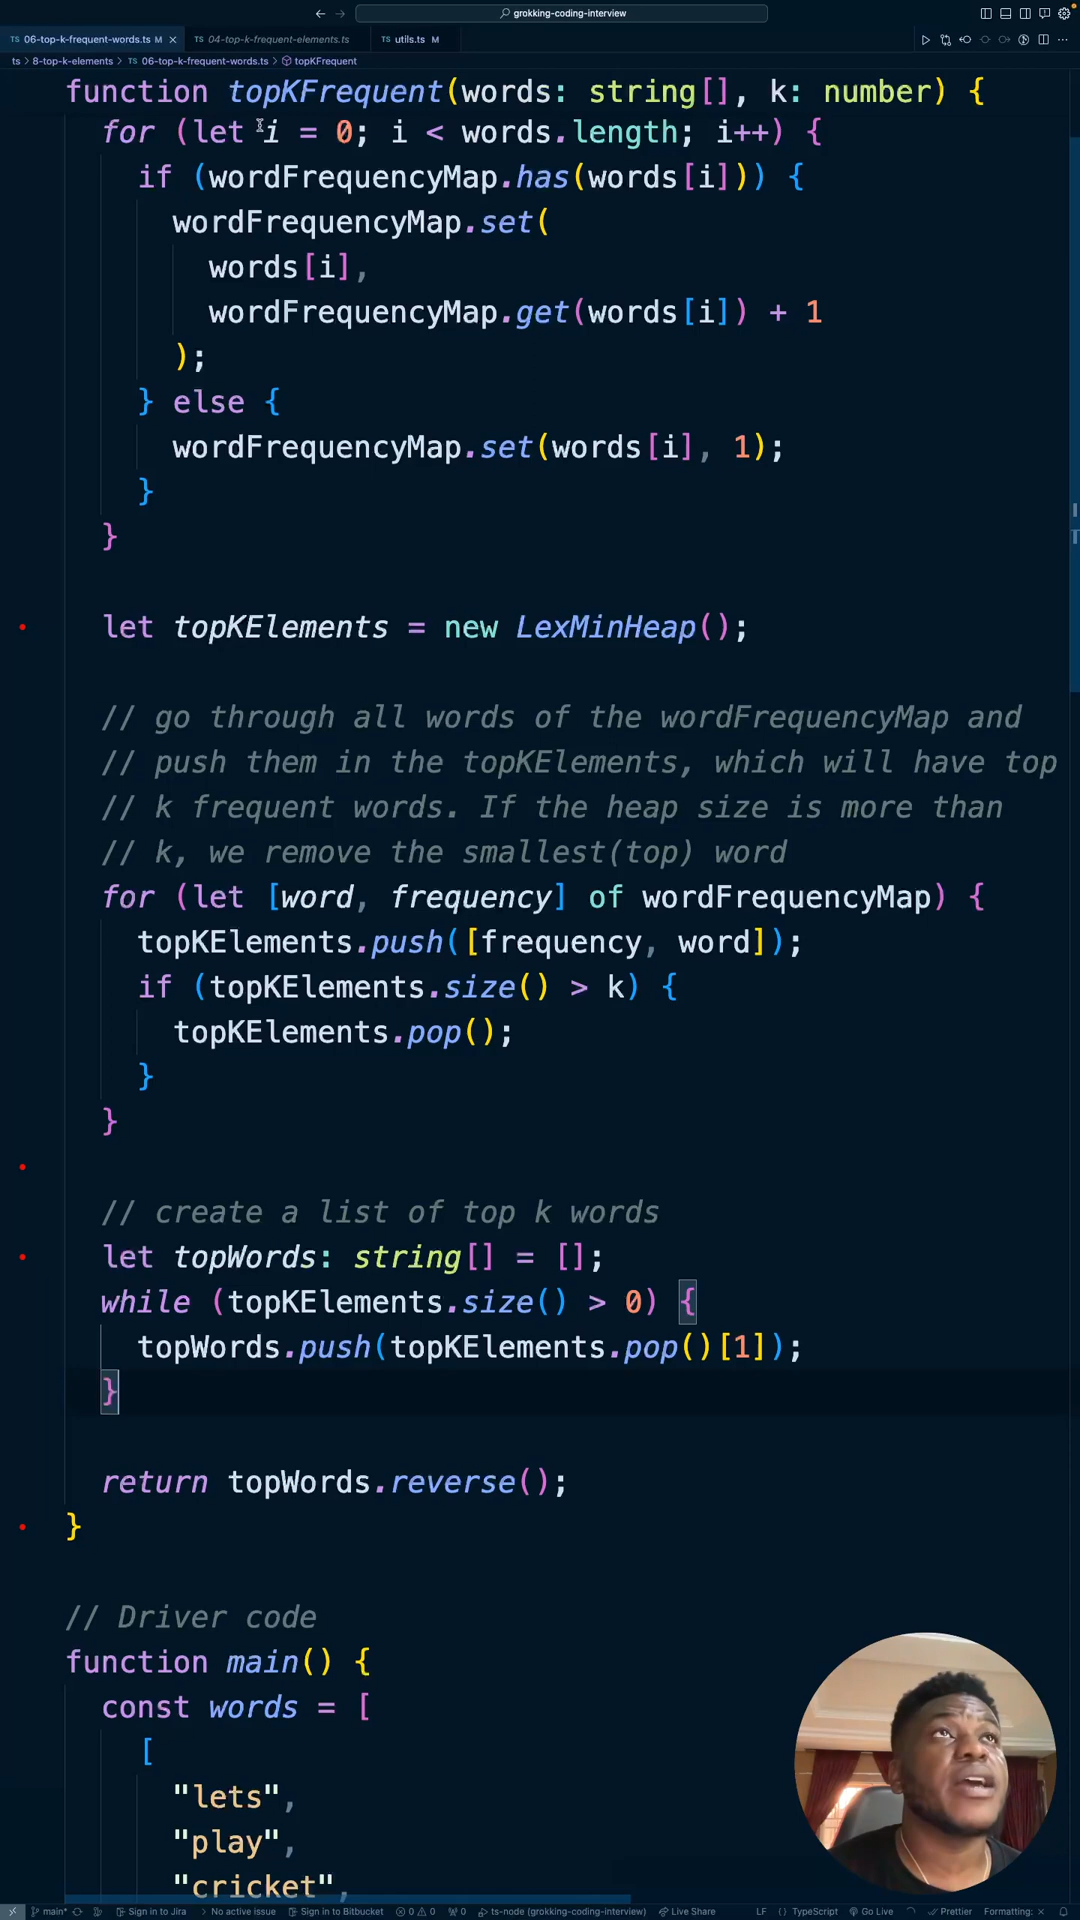 grokking-coding-interview
06-top-k-frequent-words.ts M
TS 04-top-k-frequent-elements.ts
TS utils.ts M
ts > 8-top-k-elements > TS 06-top-k-frequent-words.ts > topKFrequent
function topKFrequent(words: string[], k: number) {
for (let i = 0; i < words.length; i++) {
if (wordFrequencyMap.has(words[i])) {
wordFrequencyMap.set(
words[i],
wordFrequencyMap.get(words[i]) + 1
);
} else {
wordFrequencyMap.set(words[i], 1);
}
}
let topKElements = new LexMinHeap();
// go through all words of the wordFrequencyMap and
// push them in the topKElements, which will have top
// k frequent words. If the heap size is more than
// k, we remove the smallest(top) word
for (let [word, frequency] of wordFrequencyMap) {
topKElements.push([frequency, word]);
if (topKElements.size() > k) {
topKElements.pop();
}
}
// create a list of top k words
let topWords: string[] = [];
while (topKElements.size() > 0) {
topWords.push(topKElements.pop()[1]);
}
return topWords.reverse();
}
// Driver code
function main() {
const words = [
[
"lets",
"play",
"cricket",
main* Sign in to Jira No active issue Sign in to Bitbucket 0 0 0 ts-node (grokking-coding-interview) Live Share LF {} TypeScript Go Live Prettier Formatting: ×